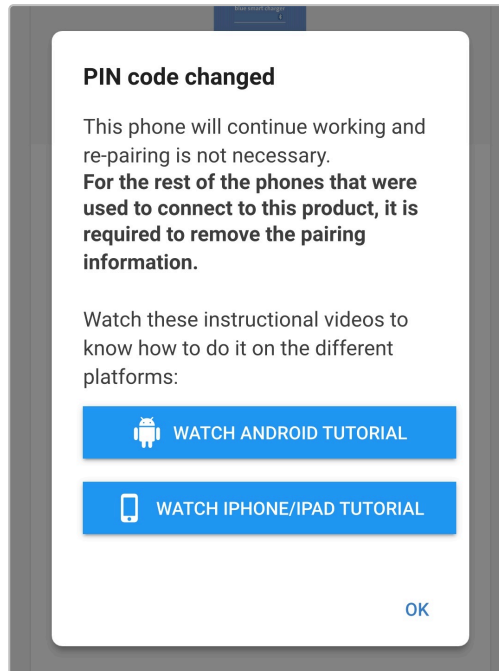 Blue smart charger
PIN code changed
This phone will continue working and
re-pairing is not necessary.
For the rest of the phones that were
used to connect to this product, it is
required to remove the pairing
information.
Watch these instructional videos to
know how to do it on the different
platforms:
WATCH ANDROID TUTORIAL
WATCH IPHONE/IPAD TUTORIAL
OK